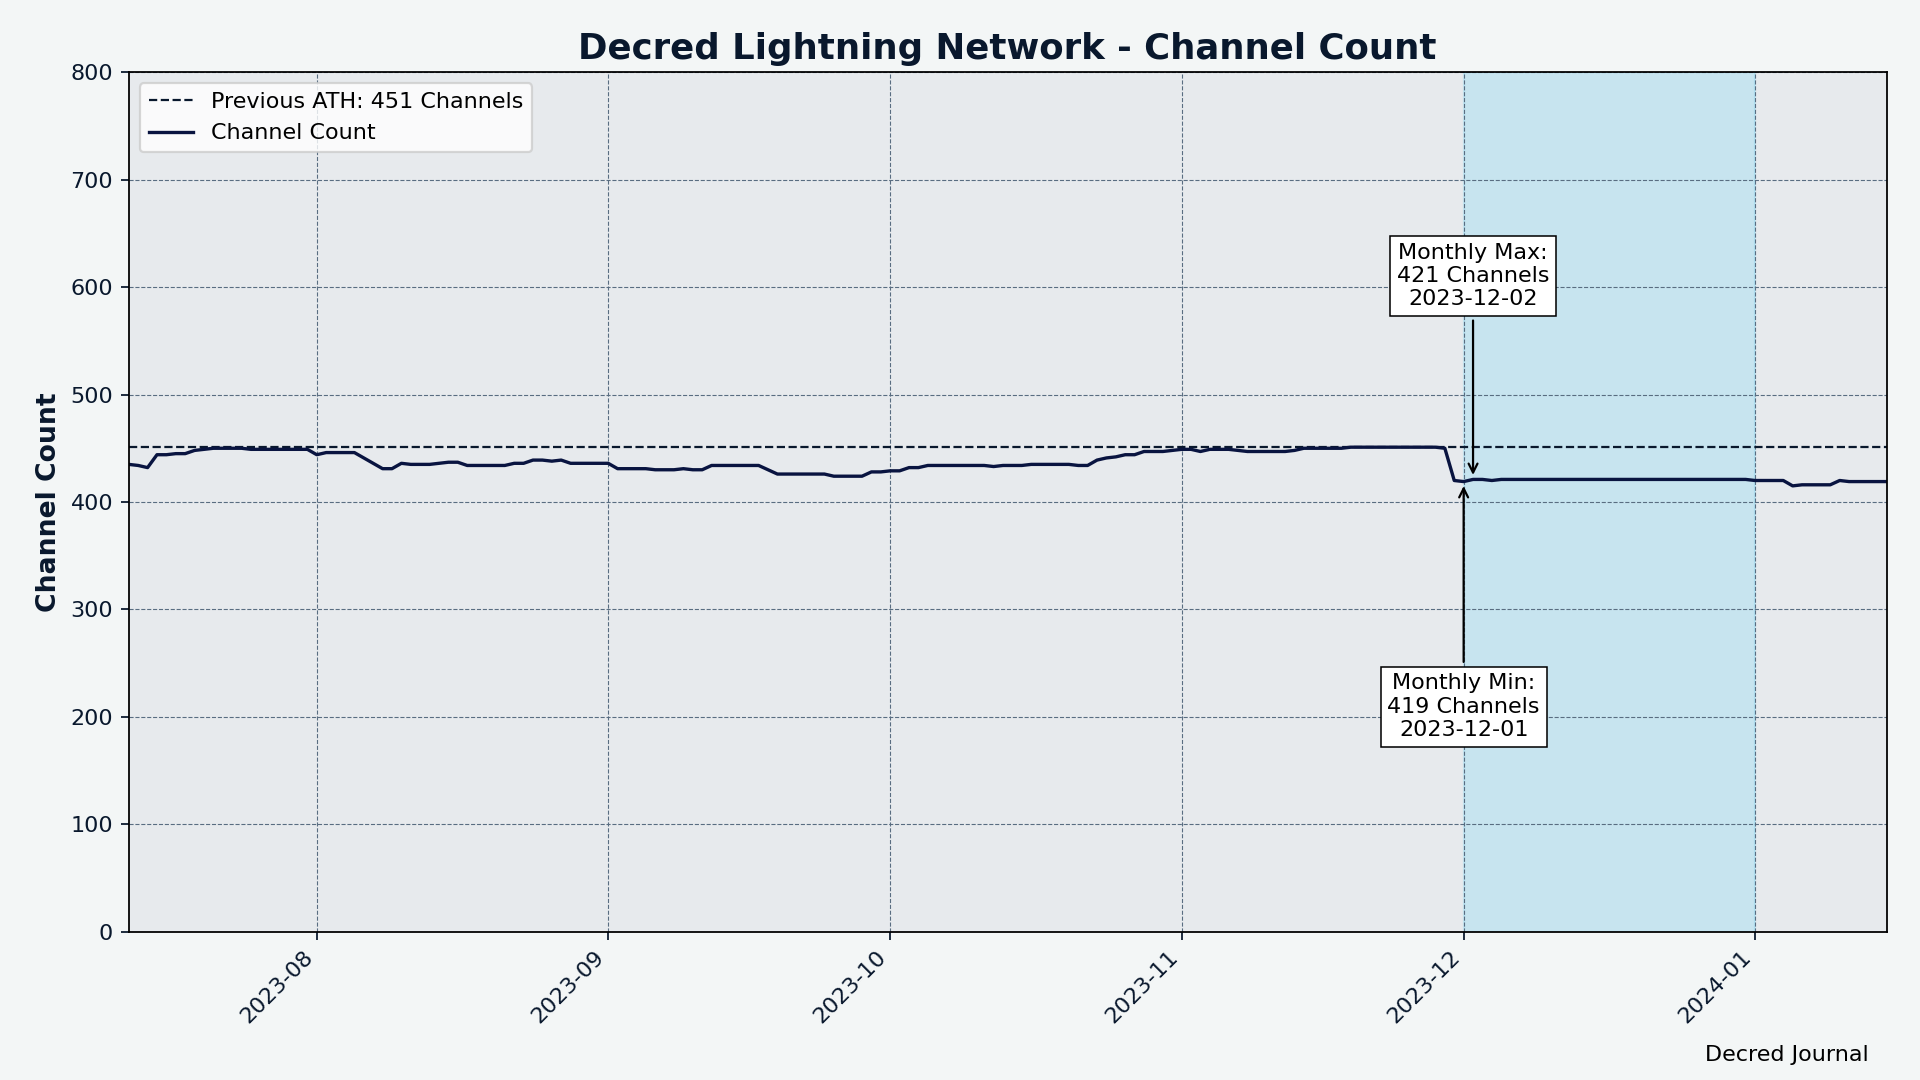 Decred Lightning Network - Channel Count
Previous ATH: 451 Channels
Channel Count
Channel Count
800
700
600
500
400
300
200
100
0
Monthly Max:
421 Channels
2023-12-02
Monthly Min:
419 Channels
2023-12-01
2023-08
2023-09
2023-10
2023-11
2023-12
2024-01
Decred Journal